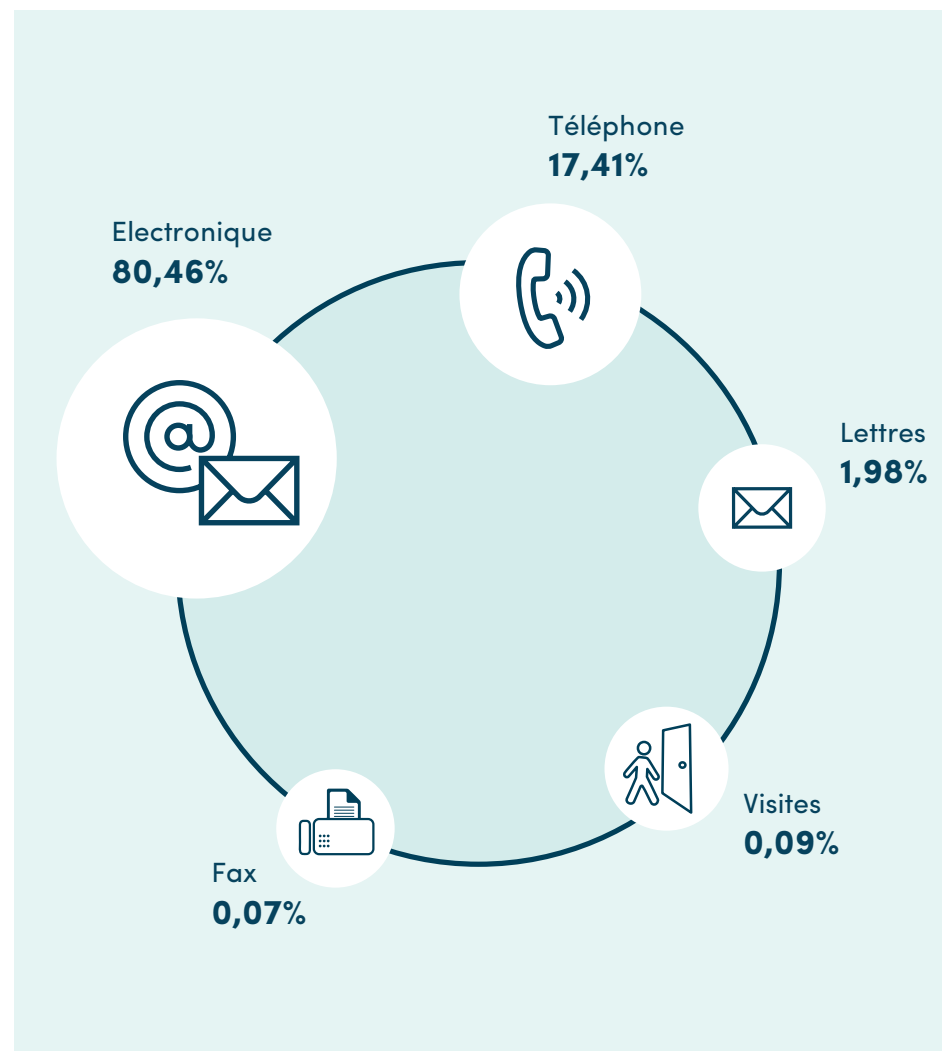 Téléphone
17,41%
Electronique
80,46%
Lettres
1,98%
Visites
0,09%
Fax
0,07%